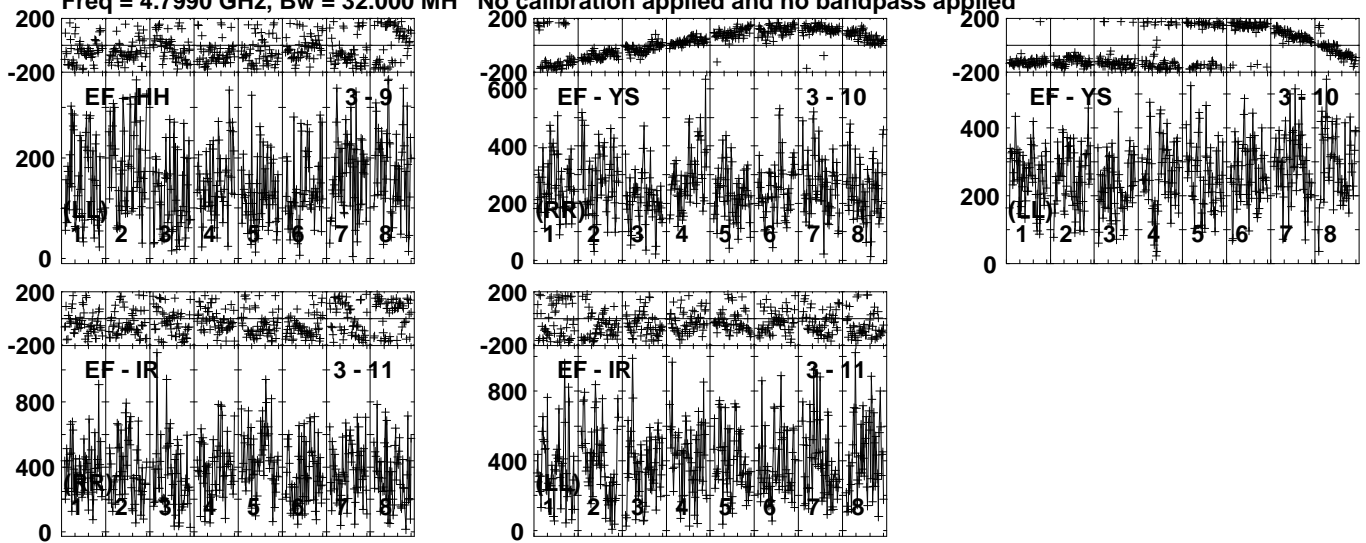 Freq = 4.7990 GHz, Bw = 32.000 MH No calibration applied and no bandpass applied
200
-200
EF - HH 3 - 9
200
(LL)
1 2 3 4 5 6 7 8
0
200
-200
600
EF - YS 3 - 10
400
200
(RR)
1 2 3 4 5 6 7 8
0
200
-200
EF - YS 3 - 10
400
200
(LL)
1 2 3 4 5 6 7 8
0
200
-200
EF - IR 3 - 11
800
400
(RR)
1 2 3 4 5 6 7 8
0
200
-200
EF - IR 3 - 11
800
400
(LL)
1 2 3 4 5 6 7 8
0